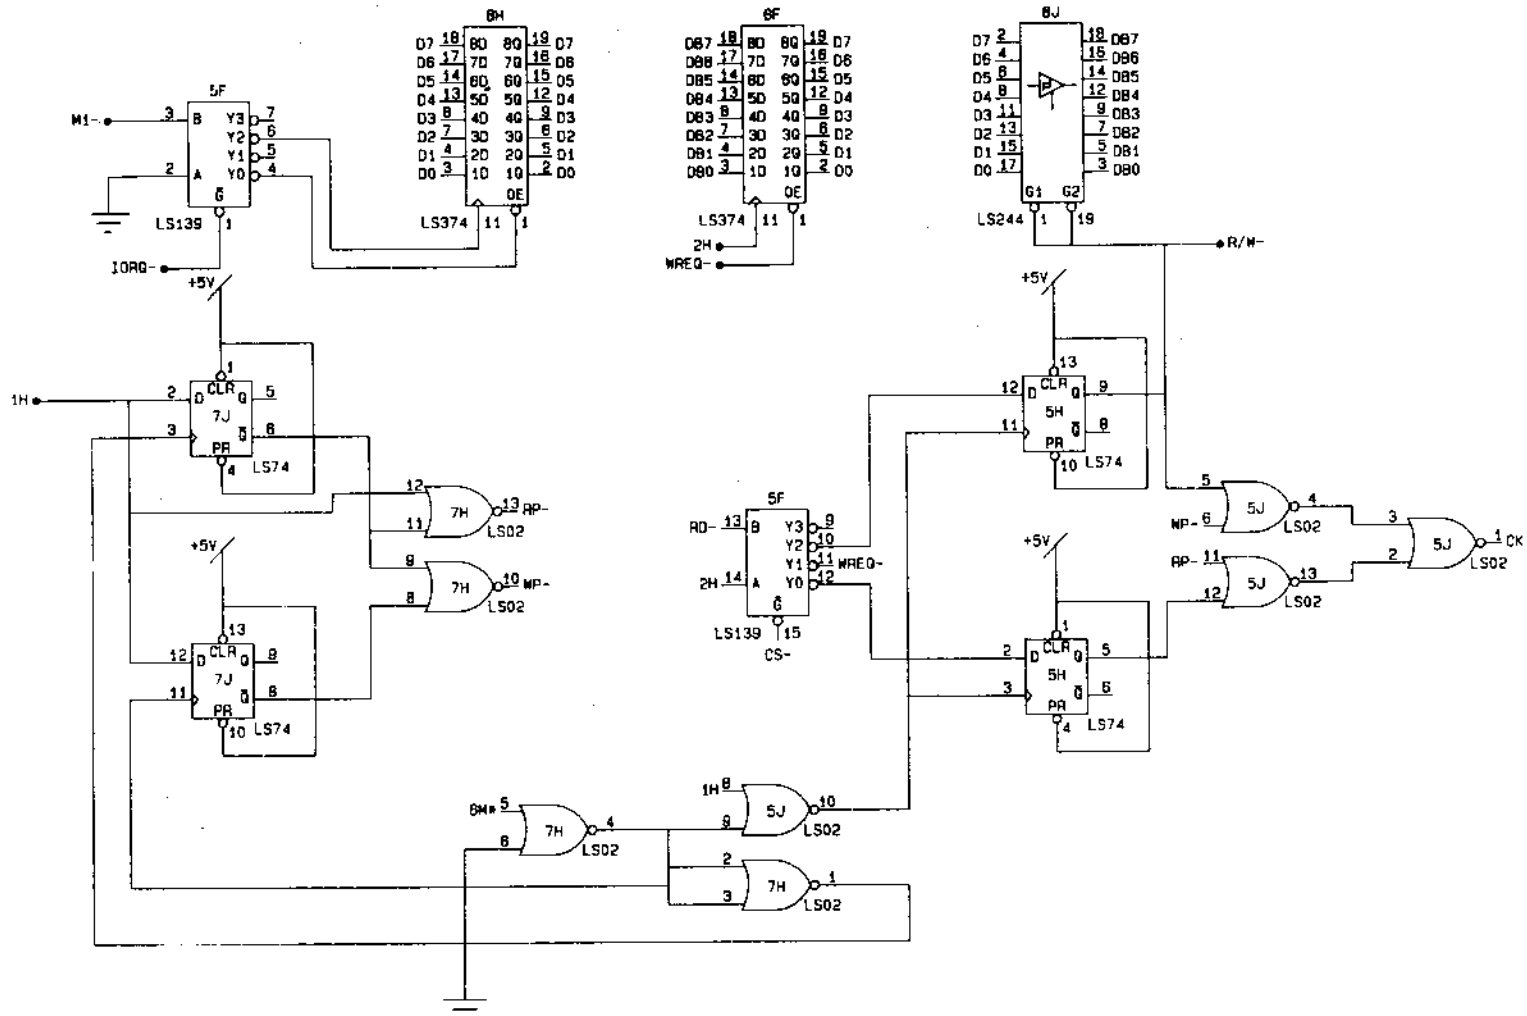 5F
M1-
3 B Y3 7
Y2 6
Y1 5
2 A Y0 4
G
LS139 1
IORQ-
6H
D7 18 8D 8Q 19 D7
D6 17 7D 7Q 16 D6
D5 14 6D 6Q 15 D5
D4 13 5D 5Q 12 D4
D3 8 4D 4Q 9 D3
D2 7 3D 3Q 6 D2
D1 4 2D 2Q 5 D1
D0 3 1D 1Q 2 D0
OE
LS374 11 1
6F
DB7 18 8D 8Q 19 D7
DB6 17 7D 7Q 16 D6
DB5 14 6D 6Q 15 D5
DB4 13 5D 5Q 12 D4
DB3 8 4D 4Q 9 D3
DB2 7 3D 3Q 6 D2
DB1 4 2D 2Q 5 D1
DB0 3 1D 1Q 2 D0
OE
LS374 11 1
2H
WREQ-
6J
D7 2 18 DB7
D6 4 16 DB6
D5 6 14 DB5
D4 8 12 DB4
D3 11 9 DB3
D2 13 7 DB2
D1 15 5 DB1
D0 17 3 DB0
G1 G2
LS244 1 19
R/W-
+5V
1
CLR
1H 2 D Q 5
7J
3 Q 6
PR
4 LS74
12 13 RP-
7H
11 LS02
9 10 WP-
7H
8 LS02
+5V
13
CLR
12 D Q 9
7J
11 Q 8
PR
10 LS74
+5V
13
CLR
12 D Q 9
5H
11 Q 8
PR
10 LS74
5F
RD- 13 B Y3 9
Y2 10
Y1 11 WREQ-
2H 14 A Y0 12
G
LS139 15
CS-
5 4
5J
WP- 6 LS02
RP- 11 13
5J
12 LS02
3 1 CK
5J
2 LS02
+5V
1
CLR
2 D Q 5
5H
3 Q 6
PR
4 LS74
1H 8 10
5J
9 LS02
5 4
7H
6 LS02
2 1
7H
3 LS02